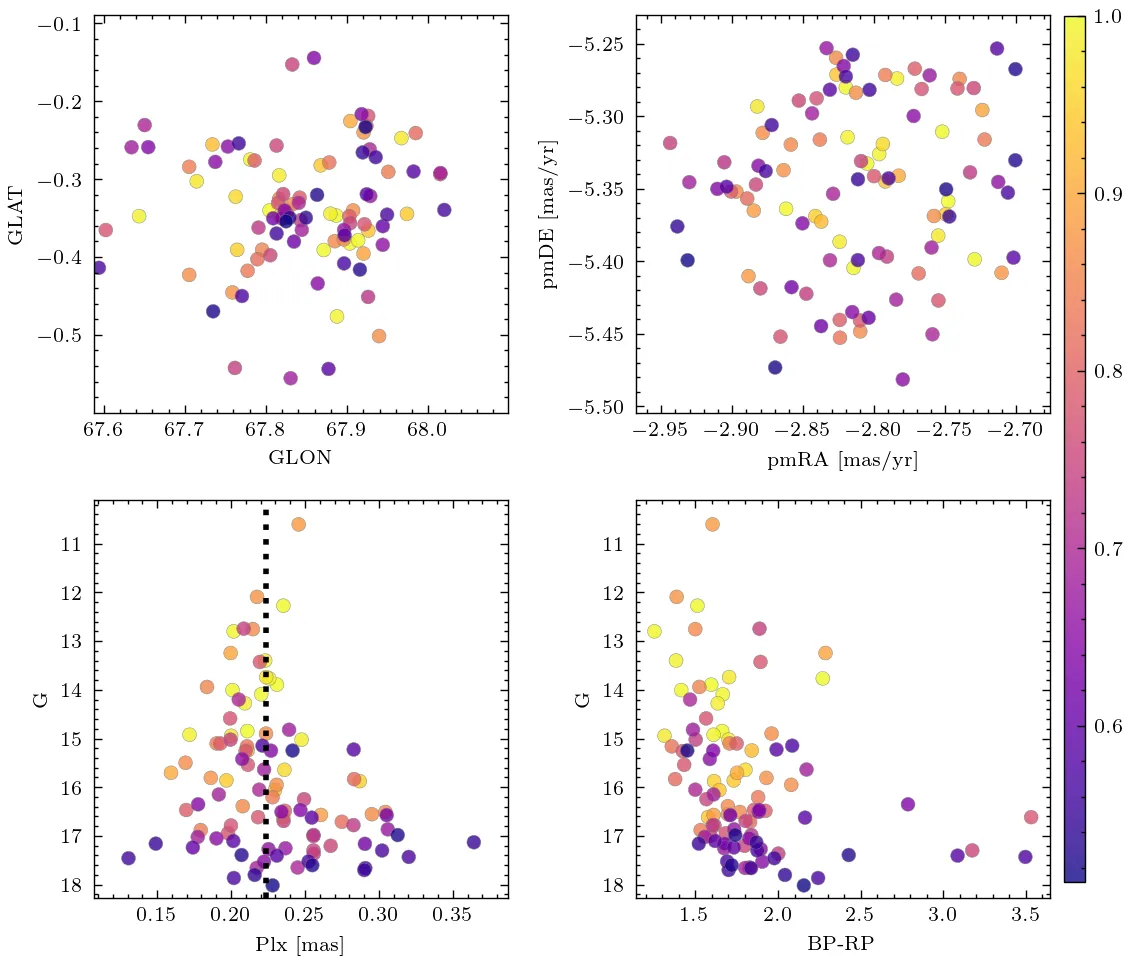 −0.1
−0.2
−0.3
−0.4
−0.5
GLAT
67.6 67.7 67.8 67.9 68.0
GLON
−5.25
−5.30
−5.35
−5.40
−5.45
−5.50
pmDE [mas/yr]
−2.95 −2.90 −2.85 −2.80 −2.75 −2.70
pmRA [mas/yr]
1.0
0.9
0.8
0.7
0.6
11
12
13
14
15
16
17
18
G
0.15 0.20 0.25 0.30 0.35
Plx [mas]
11
12
13
14
15
16
17
18
G
1.5 2.0 2.5 3.0 3.5
BP-RP